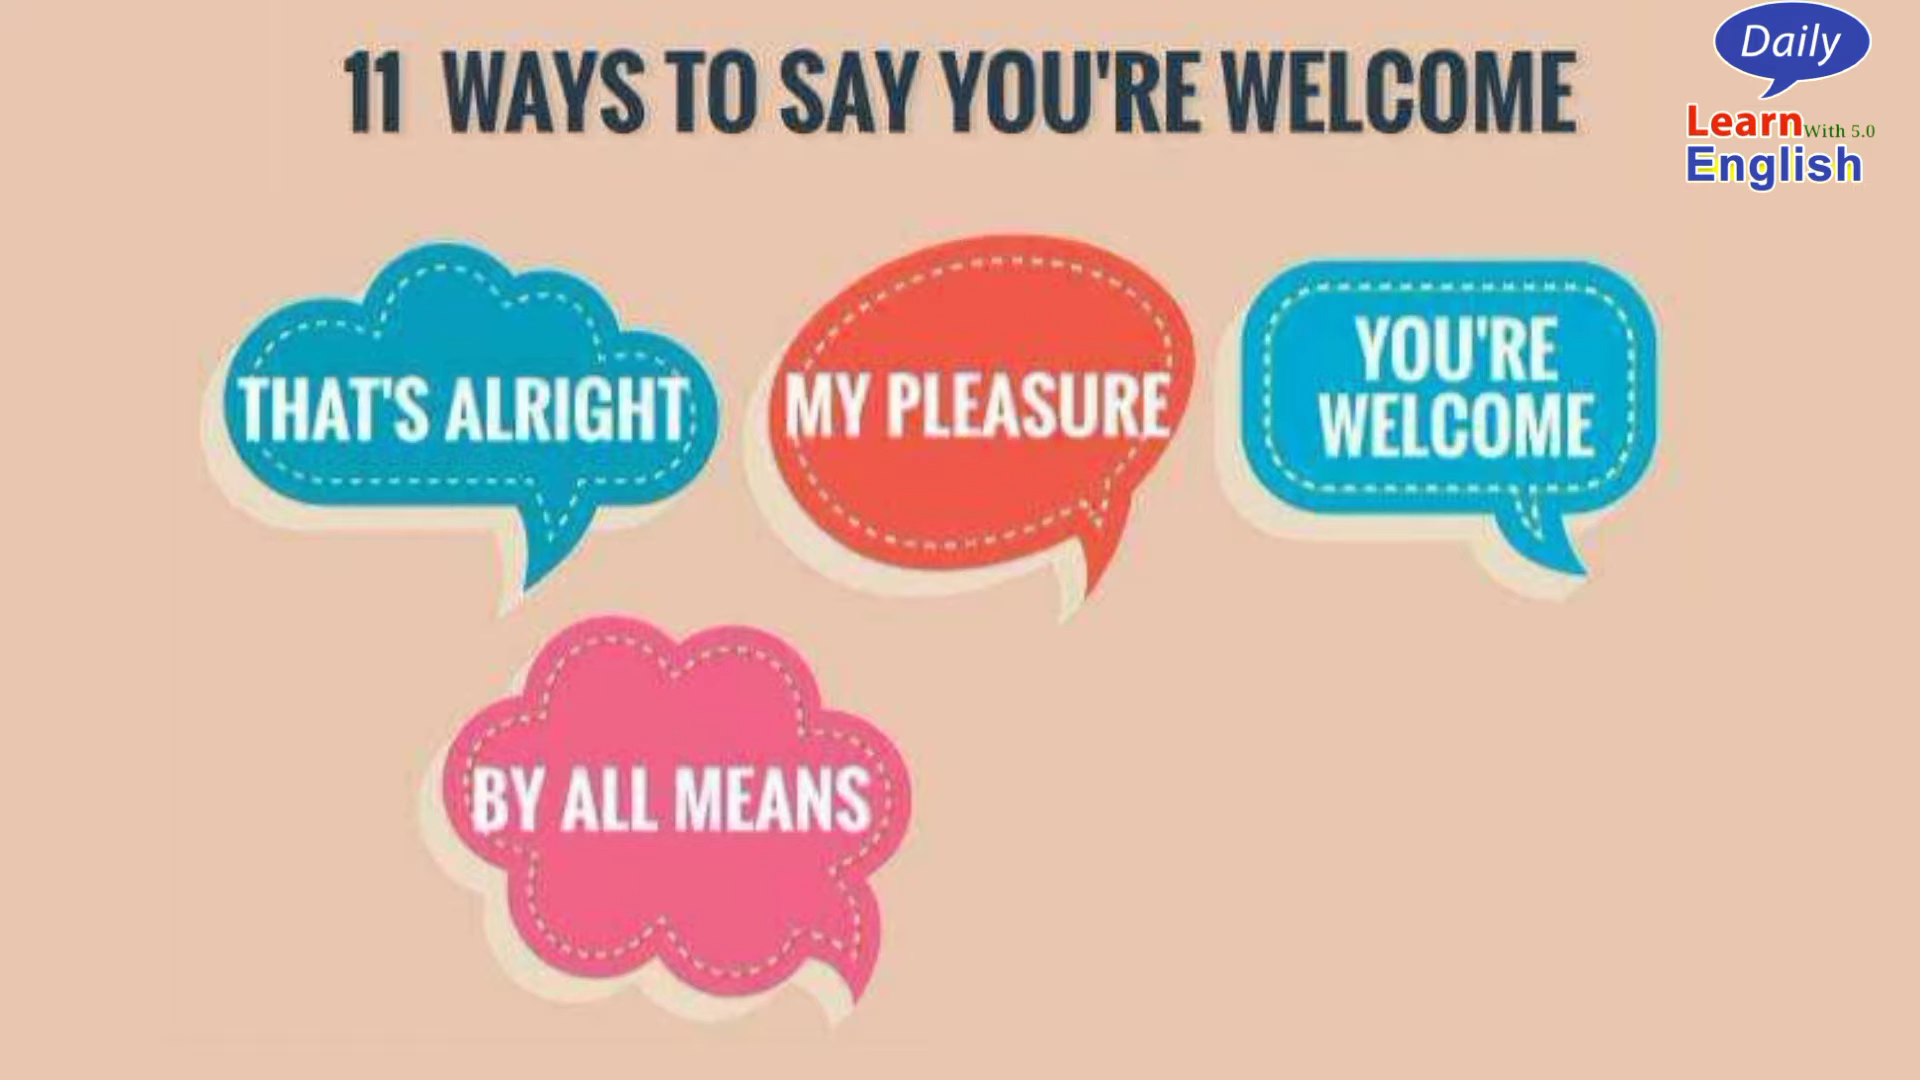 11 WAYS TO SAY YOU'RE WELCOME
Daily
Learn With 5.0
English
THAT'S ALRIGHT
MY PLEASURE
YOU'RE
WELCOME
BY ALL MEANS